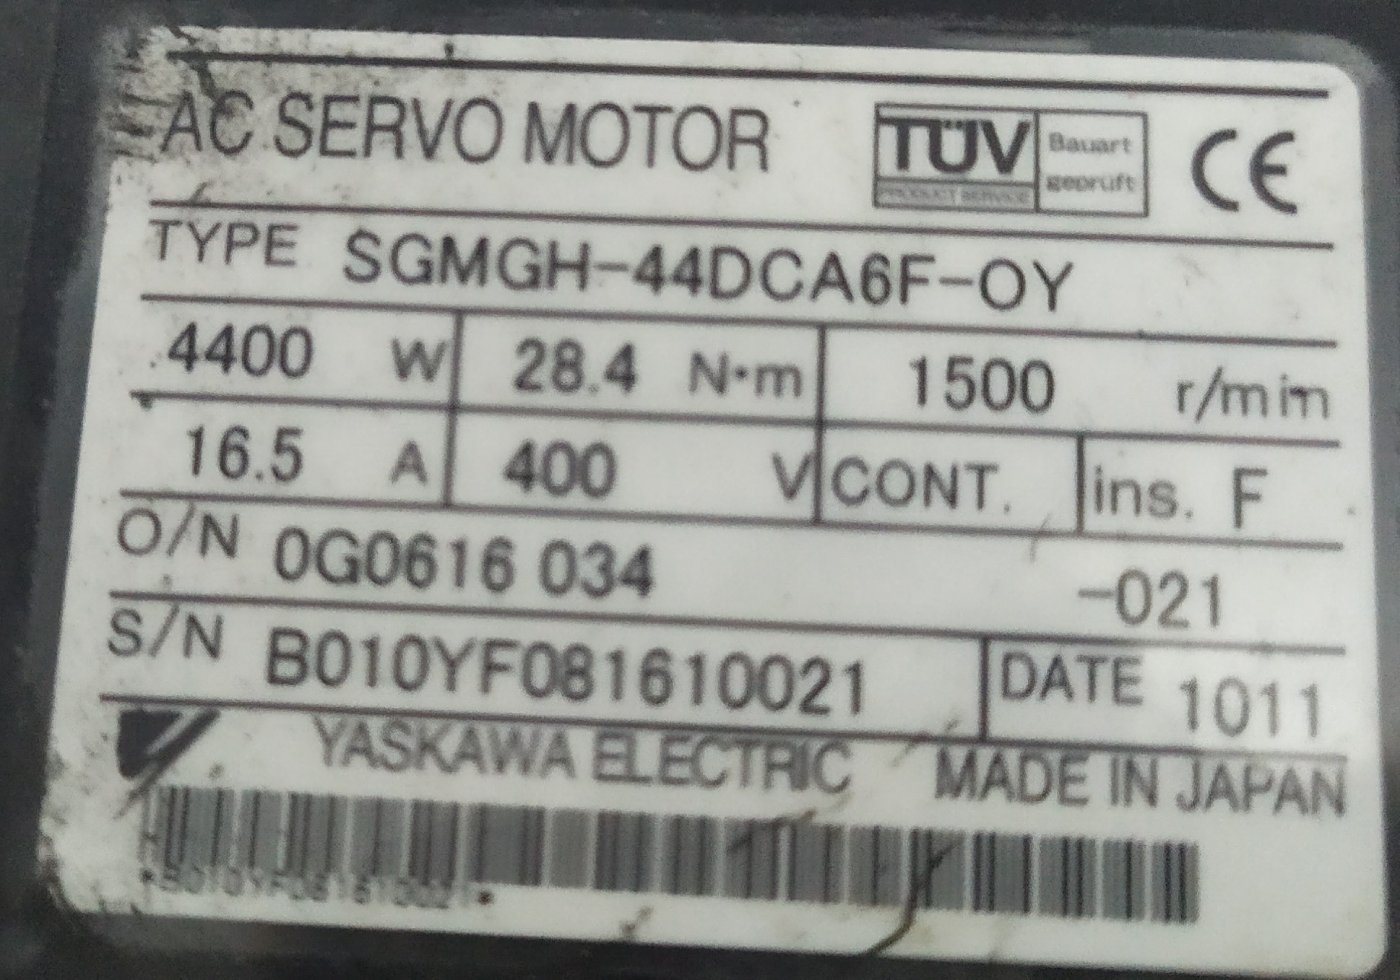 AC SERVO MOTOR TÜV Bauart geprüft PRODUCT SERVICE CE
TYPE SGMGH-44DCA6F-OY
4400 W 28.4 N·m 1500 r/min
16.5 A 400 V CONT. ins. F
O/N 0G0616 034 -021
S/N B010YF081610021 DATE 1011
YASKAWA ELECTRIC MADE IN JAPAN
*B010YF081610021*